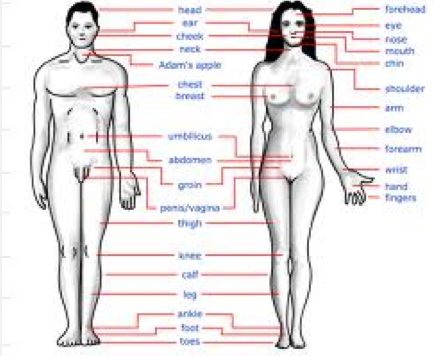 head
ear
cheek
neck
Adam's apple
chest
breast
umbilicus
abdomen
groin
penis/vagina
thigh
knee
calf
leg
ankle
foot
toes
forehead
eye
nose
mouth
chin
shoulder
arm
elbow
forearm
wrist
hand
fingers